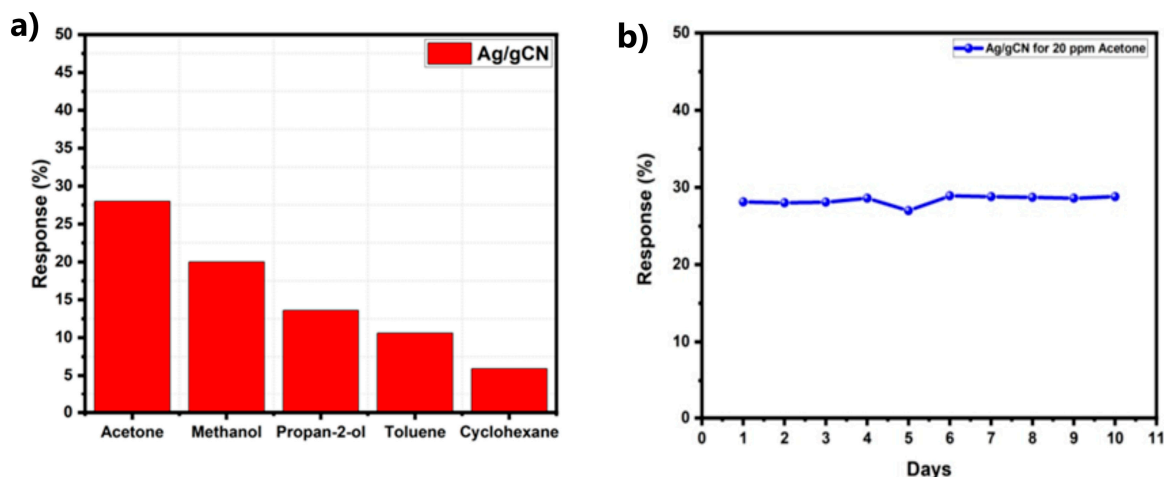 a)
50
45
40
35
30
25
20
15
10
5
0
Response (%)
Ag/gCN
Acetone Methanol Propan-2-ol Toluene Cyclohexane
b)
50
40
30
20
10
0
Response (%)
Ag/gCN for 20 ppm Acetone
0 1 2 3 4 5 6 7 8 9 10 11
Days